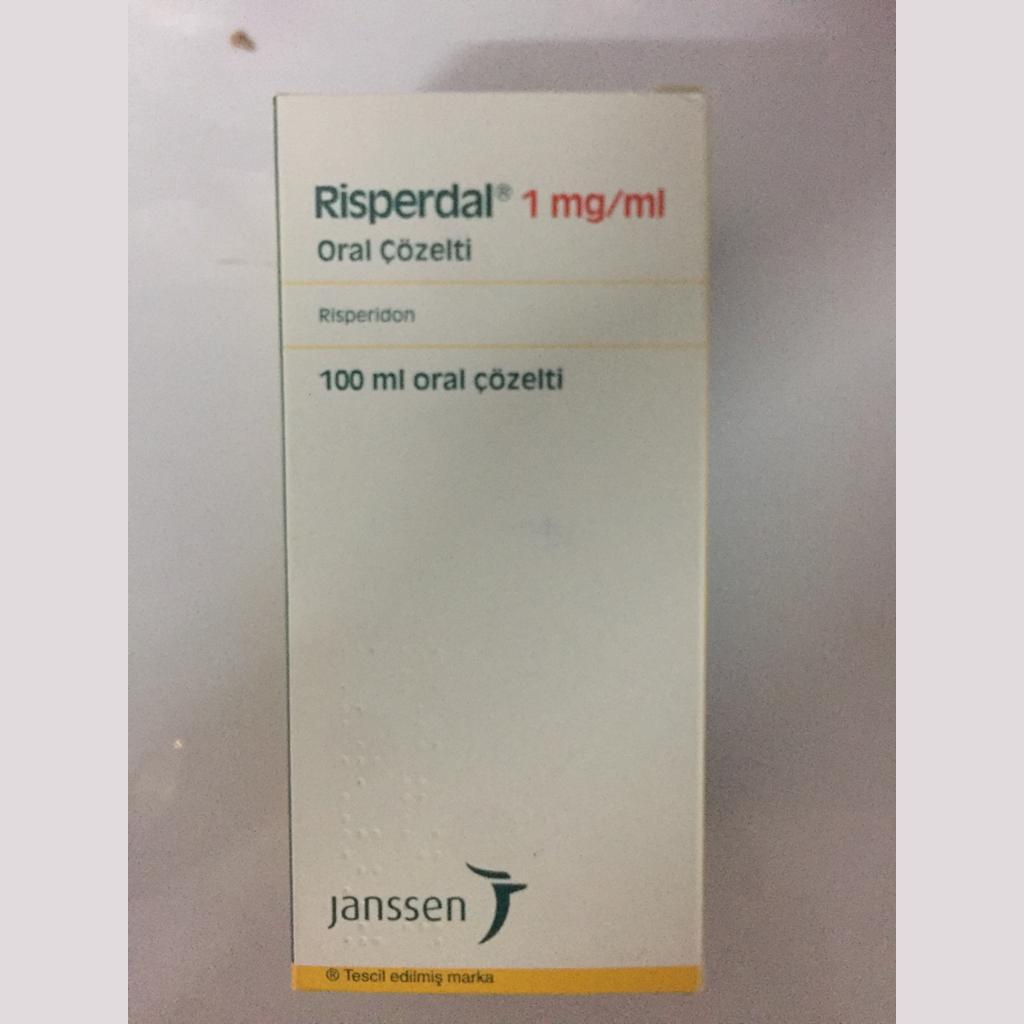 Risperdal® 1 mg/ml
Oral Çözelti
Risperidon
100 ml oral çözelti
janssen
® Tescil edilmiş marka